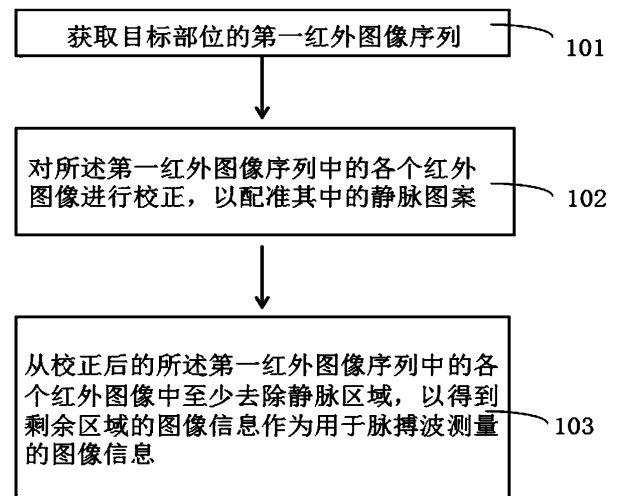 获取目标部位的第一红外图像序列
101
对所述第一红外图像序列中的各个红外
图像进行校正，以配准其中的静脉图案
102
从校正后的所述第一红外图像序列中的各
个红外图像中至少去除静脉区域，以得到
剩余区域的图像信息作为用于脉搏波测量
的图像信息
103